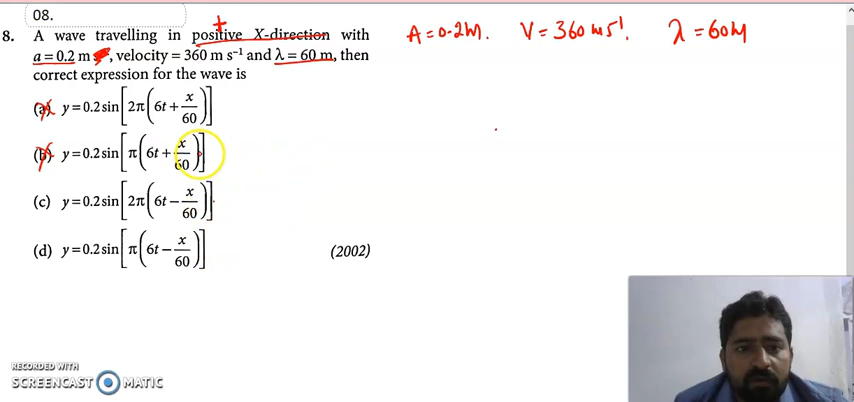 08.
8. A wave travelling in positive X-direction with
a = 0.2 m , velocity = 360 m s⁻¹ and λ = 60 m, then
correct expression for the wave is
(a) y = 0.2 sin[2π(6t + x/60)]
(b) y = 0.2 sin[π(6t + x/60)]
(c) y = 0.2 sin[2π(6t − x/60)]
(d) y = 0.2 sin[π(6t − x/60)]
(2002)
+
A = 0.2M. V = 360 m s⁻¹. λ = 60M
RECORDED WITH
SCREENCAST MATIC